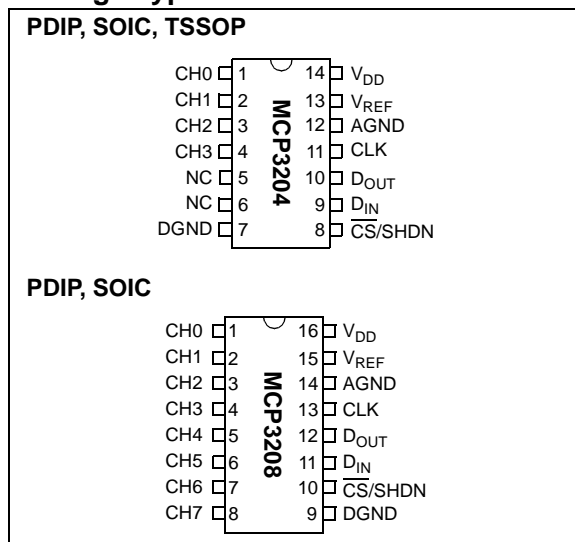 PDIP, SOIC, TSSOP
CH0 1 14 VDD
CH1 2 13 VREF
CH2 3 12 AGND
CH3 4 11 CLK
NC 5 10 DOUT
NC 6 9 DIN
DGND 7 8 CS/SHDN
MCP3204
PDIP, SOIC
CH0 1 16 VDD
CH1 2 15 VREF
CH2 3 14 AGND
CH3 4 13 CLK
CH4 5 12 DOUT
CH5 6 11 DIN
CH6 7 10 CS/SHDN
CH7 8 9 DGND
MCP3208